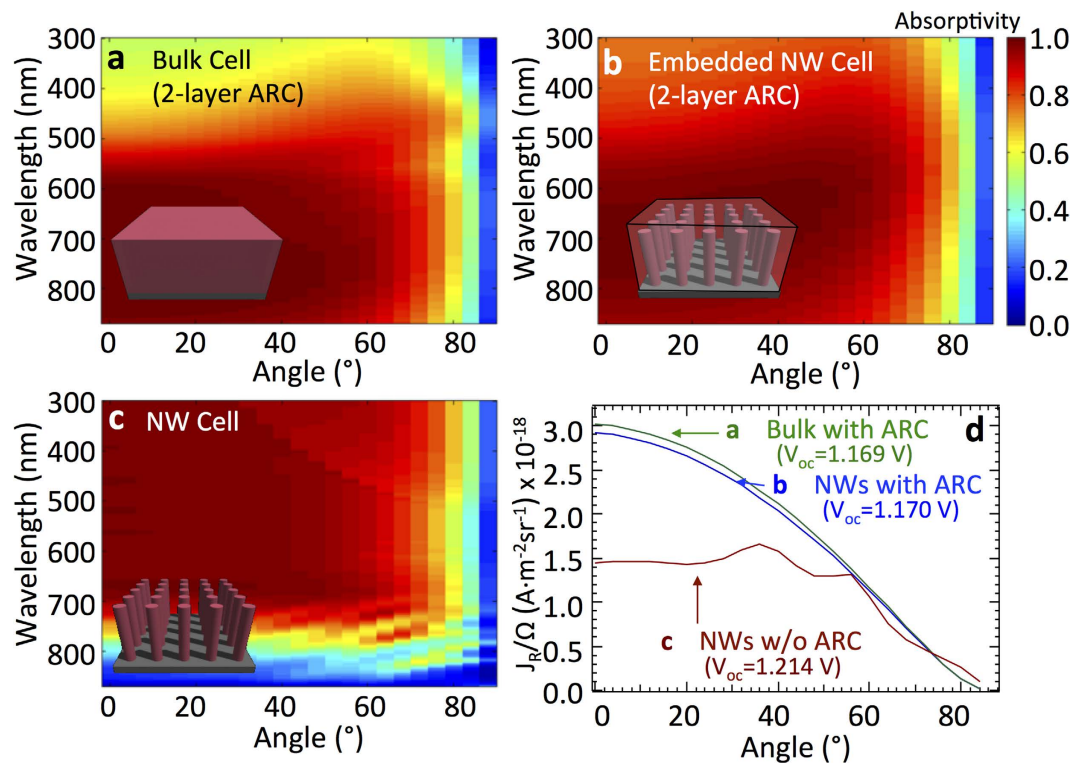 Absorptivity
300
400
500
600
700
800
Wavelength (nm)
a Bulk Cell
(2-layer ARC)
0 20 40 60 80
Angle (°)
300
400
500
600
700
800
Wavelength (nm)
b Embedded NW Cell
(2-layer ARC)
0 20 40 60 80
Angle (°)
1.0
0.8
0.6
0.4
0.2
0.0
300
400
500
600
700
800
Wavelength (nm)
c NW Cell
0 20 40 60 80
Angle (°)
3.0
2.5
2.0
1.5
1.0
0.5
0.0
J_R/Ω (A·m⁻²sr⁻¹) x 10⁻¹⁸
d
a Bulk with ARC
(V_oc=1.169 V)
b NWs with ARC
(V_oc=1.170 V)
c NWs w/o ARC
(V_oc=1.214 V)
0 20 40 60 80
Angle (°)